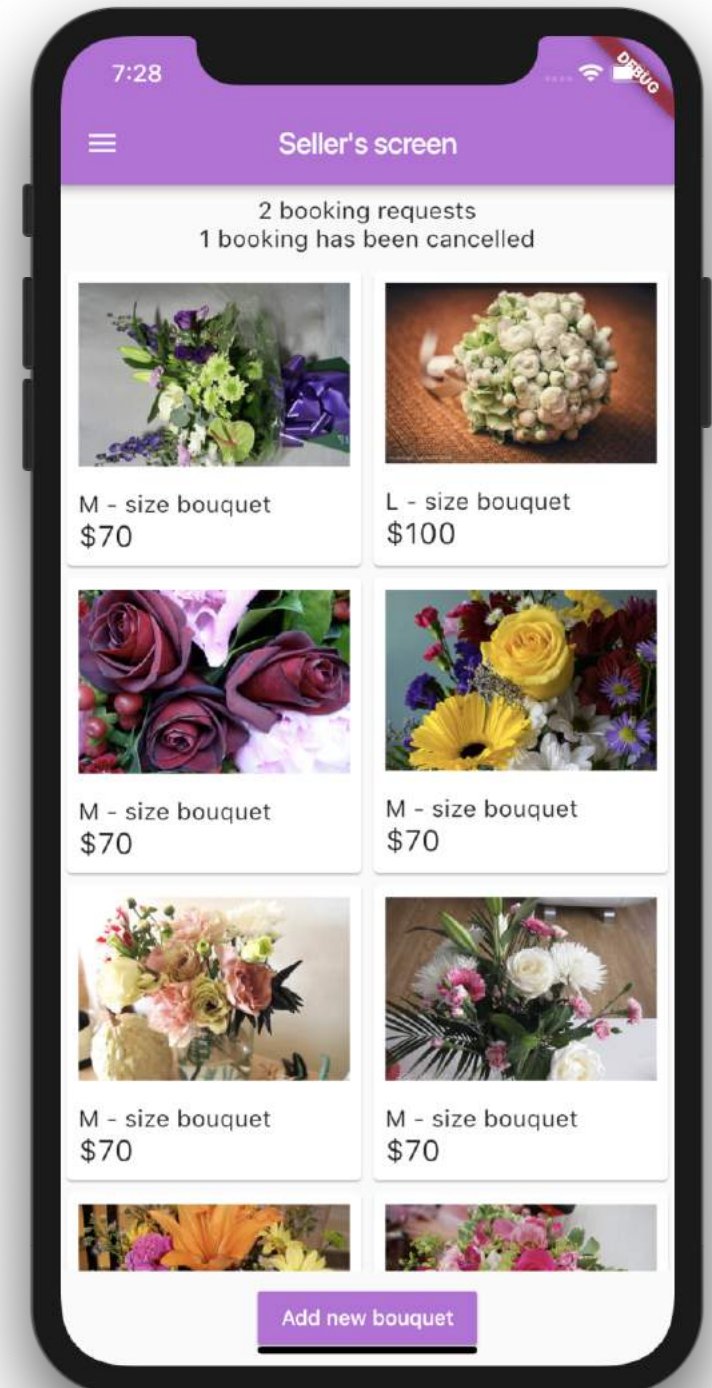 7:28
DEBUG
Seller's screen
2 booking requests
1 booking has been cancelled
M - size bouquet
$70
L - size bouquet
$100
M - size bouquet
$70
M - size bouquet
$70
M - size bouquet
$70
M - size bouquet
$70
Add new bouquet